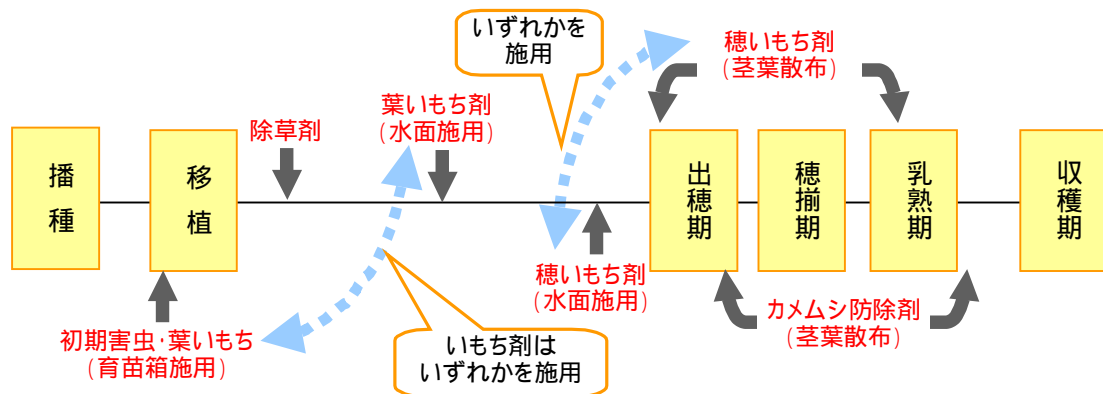 いずれかを
施用
穂いもち剤
(茎葉散布)
葉いもち剤
(水面施用)
除草剤
播種
移植
出穂期
穂揃期
乳熟期
収穫期
穂いもち剤
(水面施用)
初期害虫・葉いもち
(育苗箱施用)
いもち剤は
いずれかを施用
カメムシ防除剤
(茎葉散布)